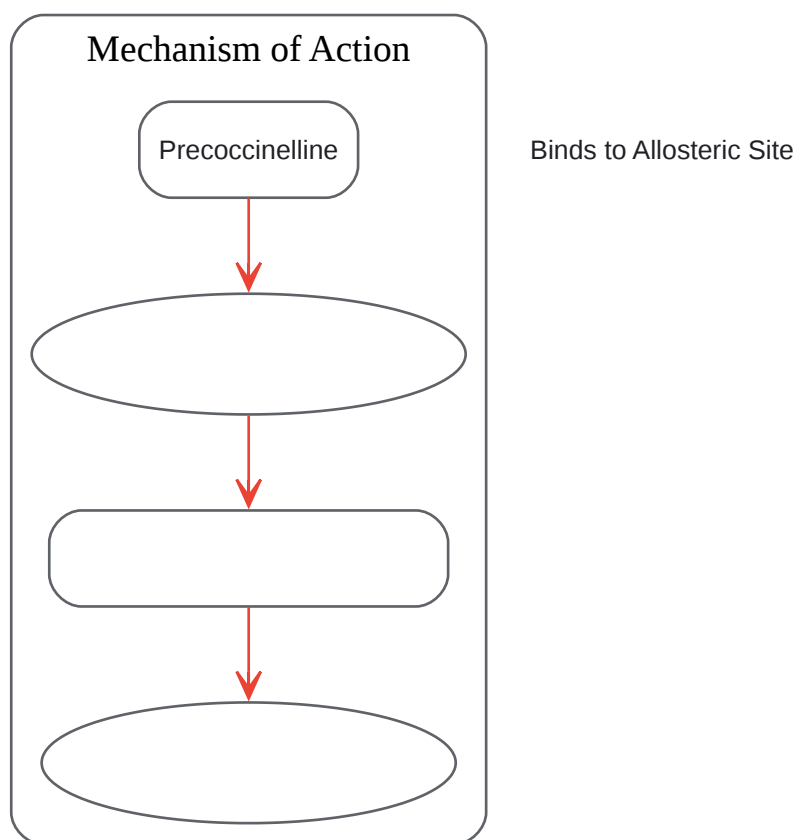 Mechanism of Action
Precoccinelline
Binds to Allosteric Site